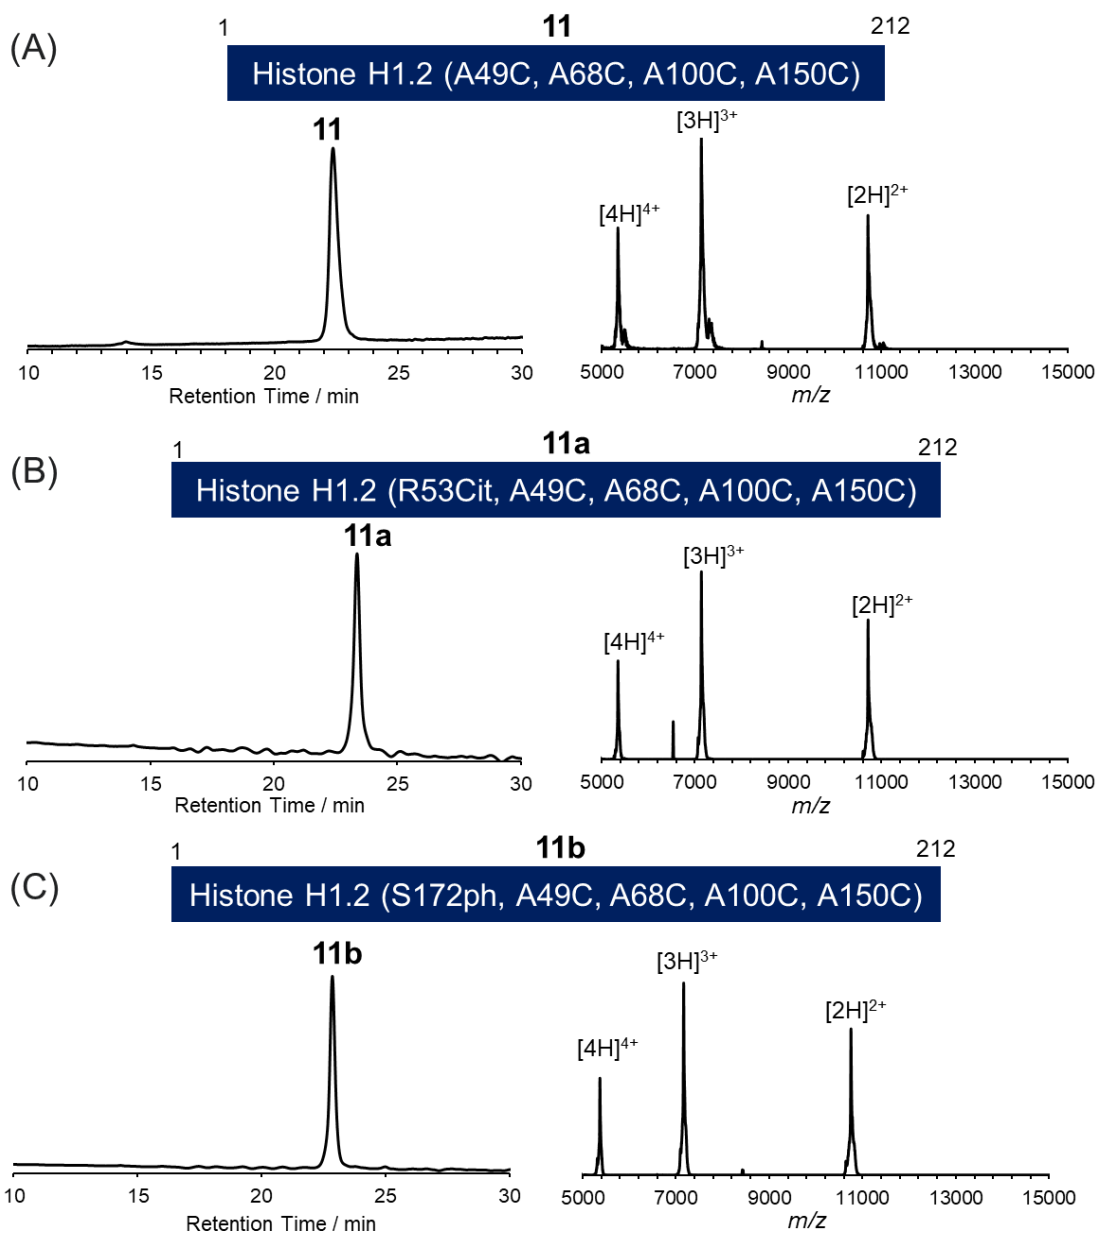 (A)
1 11 212
Histone H1.2 (A49C, A68C, A100C, A150C)
11
[4H]4+
[3H]3+
[2H]2+
10 15 20 25 30
Retention Time / min
5000 7000 9000 11000 13000 15000
m/z
(B)
1 11a 212
Histone H1.2 (R53Cit, A49C, A68C, A100C, A150C)
11a
[4H]4+
[3H]3+
[2H]2+
10 15 20 25 30
Retention Time / min
5000 7000 9000 11000 13000 15000
m/z
(C)
1 11b 212
Histone H1.2 (S172ph, A49C, A68C, A100C, A150C)
11b
[4H]4+
[3H]3+
[2H]2+
10 15 20 25 30
Retention Time / min
5000 7000 9000 11000 13000 15000
m/z